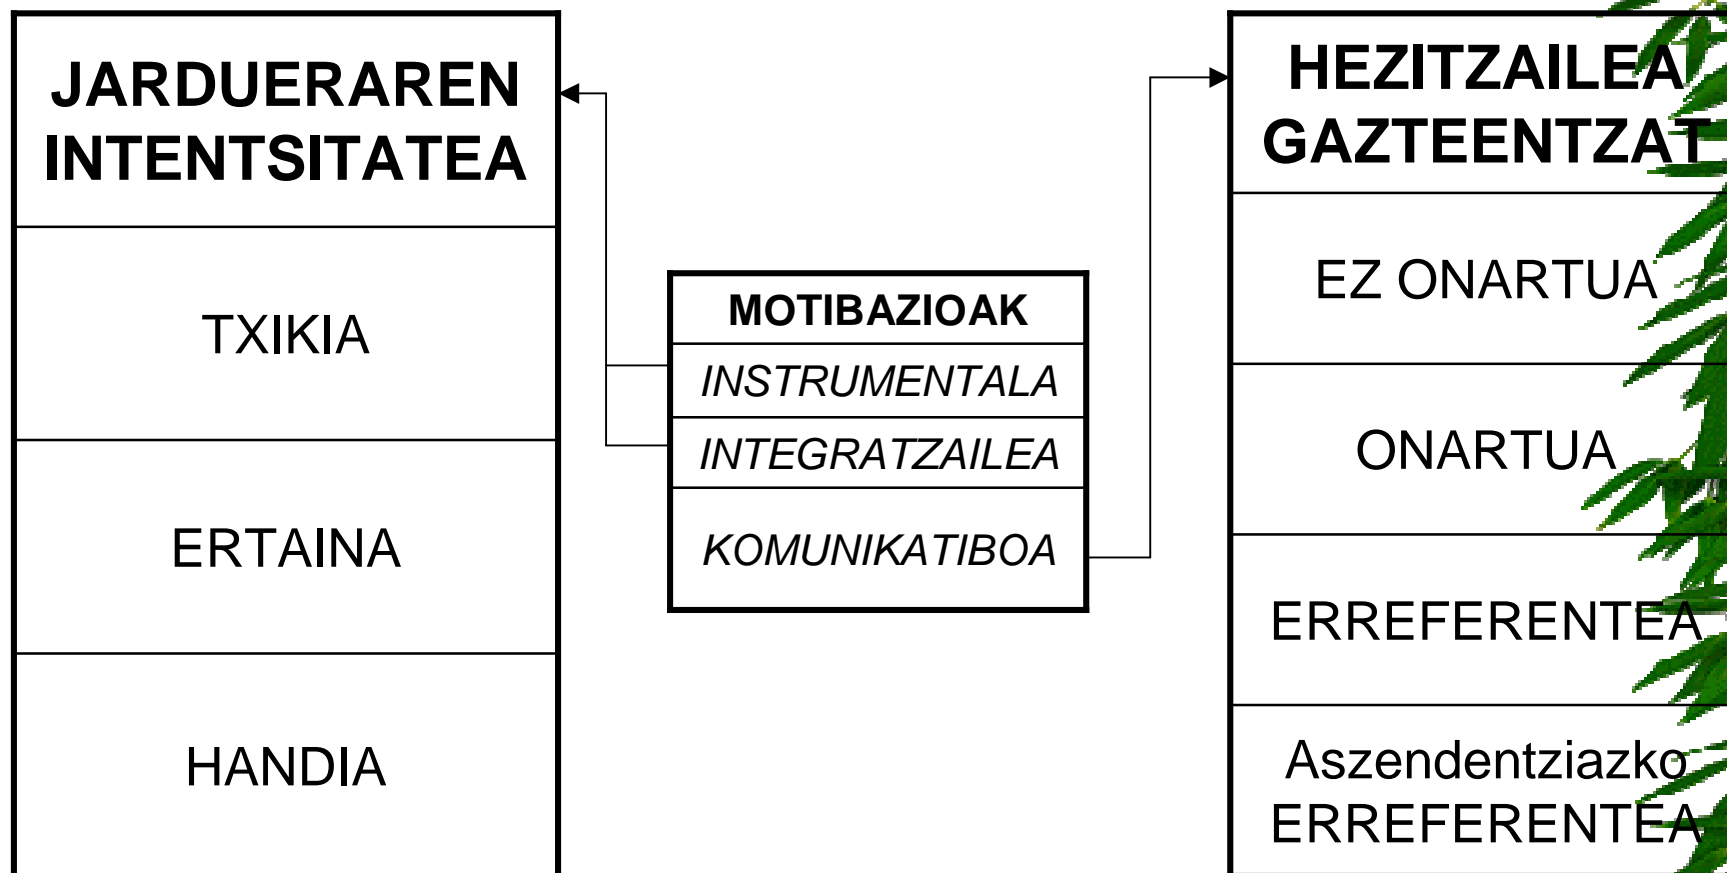 JARDUERAREN
INTENTSITATEA
TXIKIA
ERTAINA
HANDIA
MOTIBAZIOAK
INSTRUMENTALA
INTEGRATZAILEA
KOMUNIKATIBOA
HEZITZAILEA
GAZTEENTZAT
EZ ONARTUA
ONARTUA
ERREFERENTEA
Aszendentziazko
ERREFERENTEA